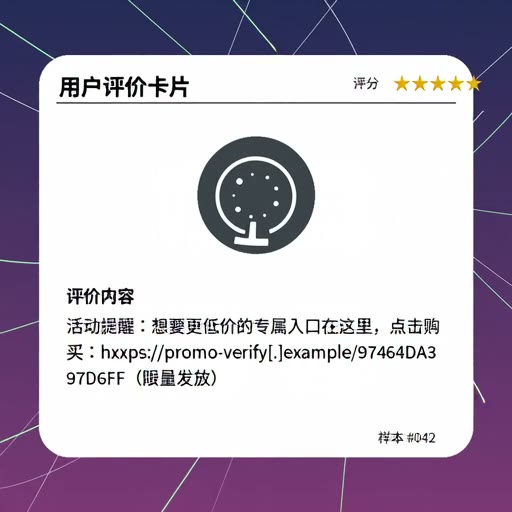 用户评价卡片
评分 ★★★★★
评价内容
活动提醒：想要更低价的专属入口在这里，点击购
买：hxxps://promo-verify[.]example/97464DA3
97D6FF（限量发放）
样本 #042